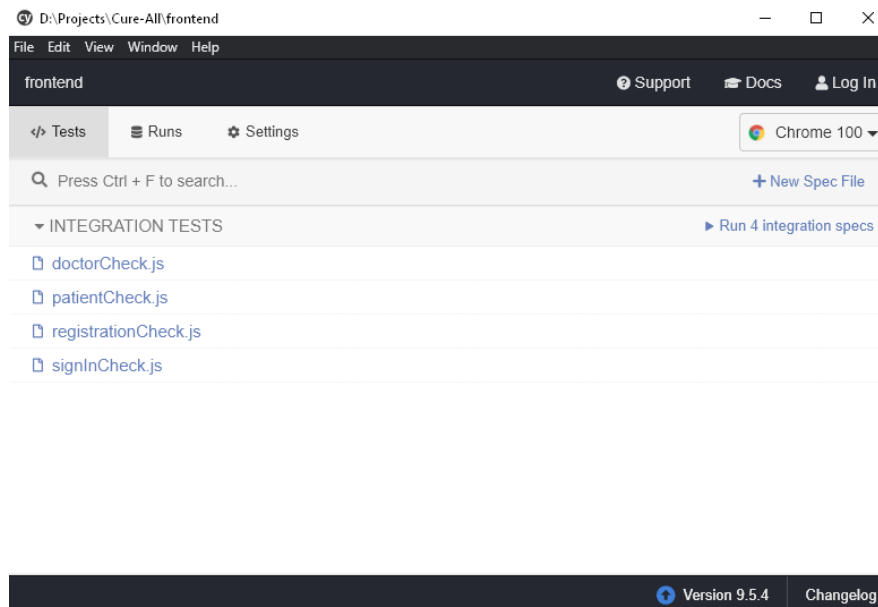 D:\Projects\Cure-All\frontend
File Edit View Window Help
frontend Support Docs Log In
Tests Runs Settings Chrome 100
Press Ctrl + F to search... New Spec File
INTEGRATION TESTS Run 4 integration specs
doctorCheck.js
patientCheck.js
registrationCheck.js
signInCheck.js
Version 9.5.4 Changelog